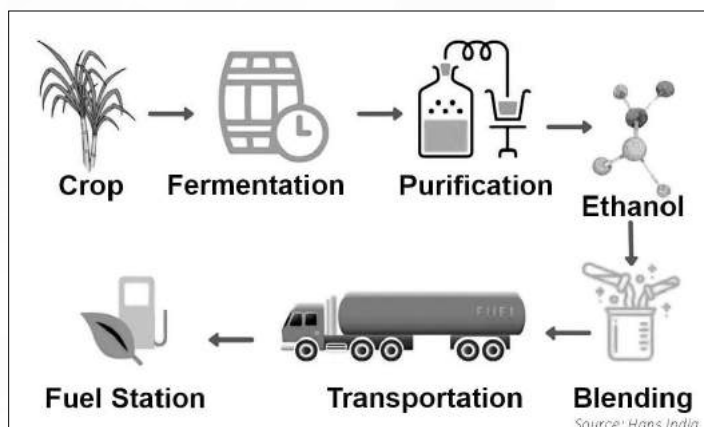 Crop
Fermentation
Purification
Ethanol
FUEL
Fuel Station
Transportation
Blending
Source: Hans India